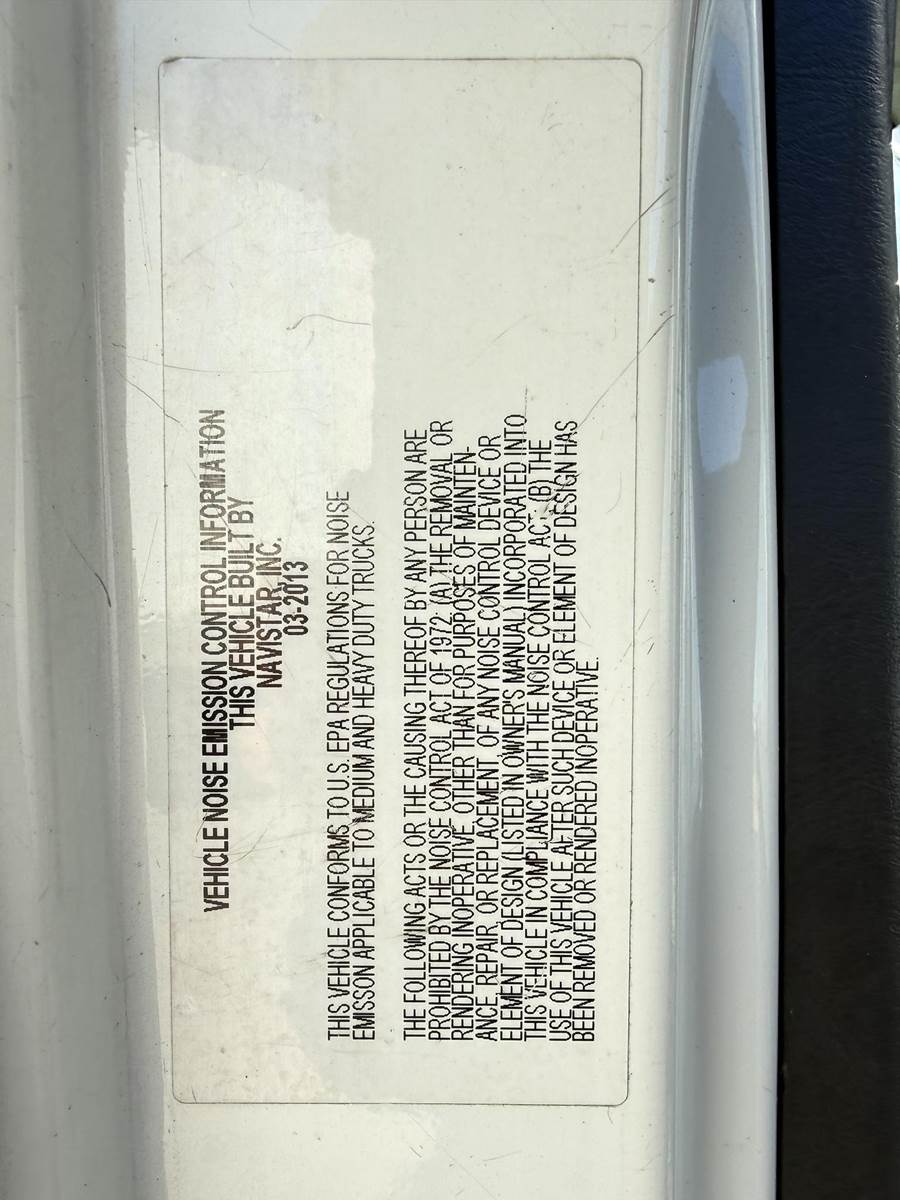 VEHICLE NOISE EMISSION CONTROL INFORMATION
THIS VEHICLE BUILT BY
NAVISTAR, INC.
03-2013
THIS VEHICLE CONFORMS TO U.S. EPA REGULATIONS FOR NOISE
EMISSON APPLICABLE TO MEDIUM AND HEAVY DUTY TRUCKS.
THE FOLLOWING ACTS OR THE CAUSING THEREOF BY ANY PERSON ARE
PROHIBITED BY THE NOISE CONTROL ACT OF 1972: (A) THE REMOVAL OR
RENDERING INOPERATIVE, OTHER THAN FOR PURPOSES OF MAINTEN-
ANCE, REPAIR, OR REPLACEMENT, OF ANY NOISE CONTROL DEVICE OR
ELEMENT OF DESIGN (LISTED IN OWNERS MANUAL) INCORPORATED INTO
THIS VEHICLE IN COMPLIANCE WITH THE NOISE CONTROL ACT; (B) THE
USE OF THIS VEHICLE AFTER SUCH DEVICE OR ELEMENT OF DESIGN HAS
BEEN REMOVED OR RENDERED INOPERATIVE.